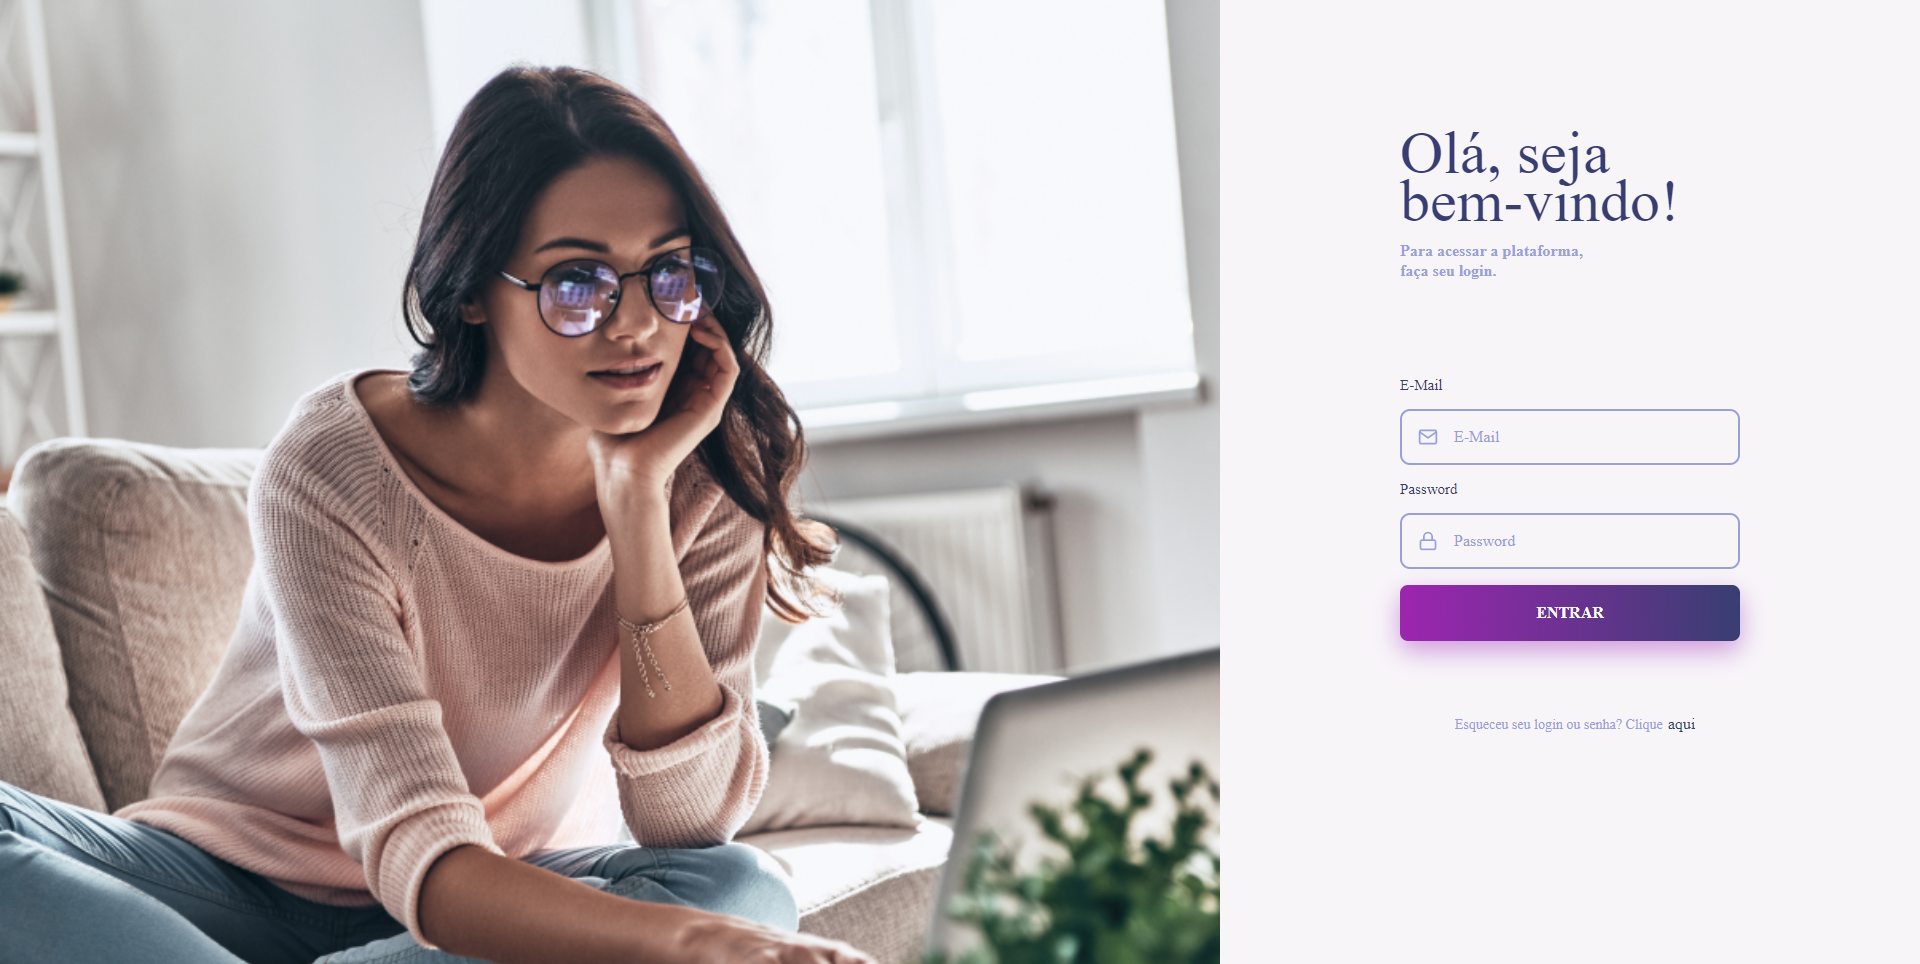 Olá, seja
bem-vindo!
Para acessar a plataforma,
faça seu login.
E-Mail
E-Mail
Password
Password
ENTRAR
Esqueceu seu login ou senha? Clique aqui